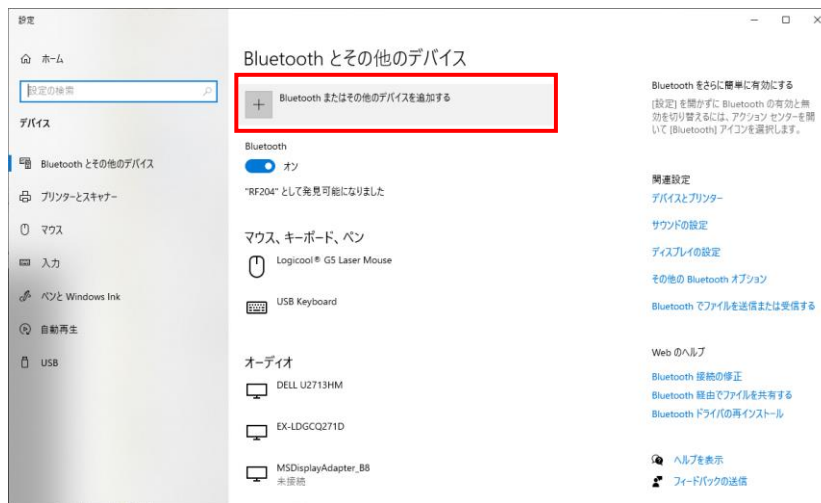 設定
ホーム
設定の検索
デバイス
Bluetooth とその他のデバイス
プリンターとスキャナー
マウス
入力
ペンと Windows Ink
自動再生
USB
Bluetooth とその他のデバイス
Bluetooth またはその他のデバイスを追加する
Bluetooth
オン
"RF204" として発見可能になりました
マウス、キーボード、ペン
Logicool® G5 Laser Mouse
USB Keyboard
オーディオ
DELL U2713HM
EX-LDGCQ271D
MSDisplayAdapter_B8
未接続
Bluetooth をさらに簡単に有効にする
[設定] を開かずに Bluetooth の有効と無
効を切り替えるには、アクション センターを開
いて [Bluetooth] アイコンを選択します。
関連設定
デバイスとプリンター
サウンドの設定
ディスプレイの設定
その他の Bluetooth オプション
Bluetooth でファイルを送信または受信する
Web のヘルプ
Bluetooth 接続の修正
Bluetooth 経由でファイルを共有する
Bluetooth ドライバの再インストール
ヘルプを表示
フィードバックの送信